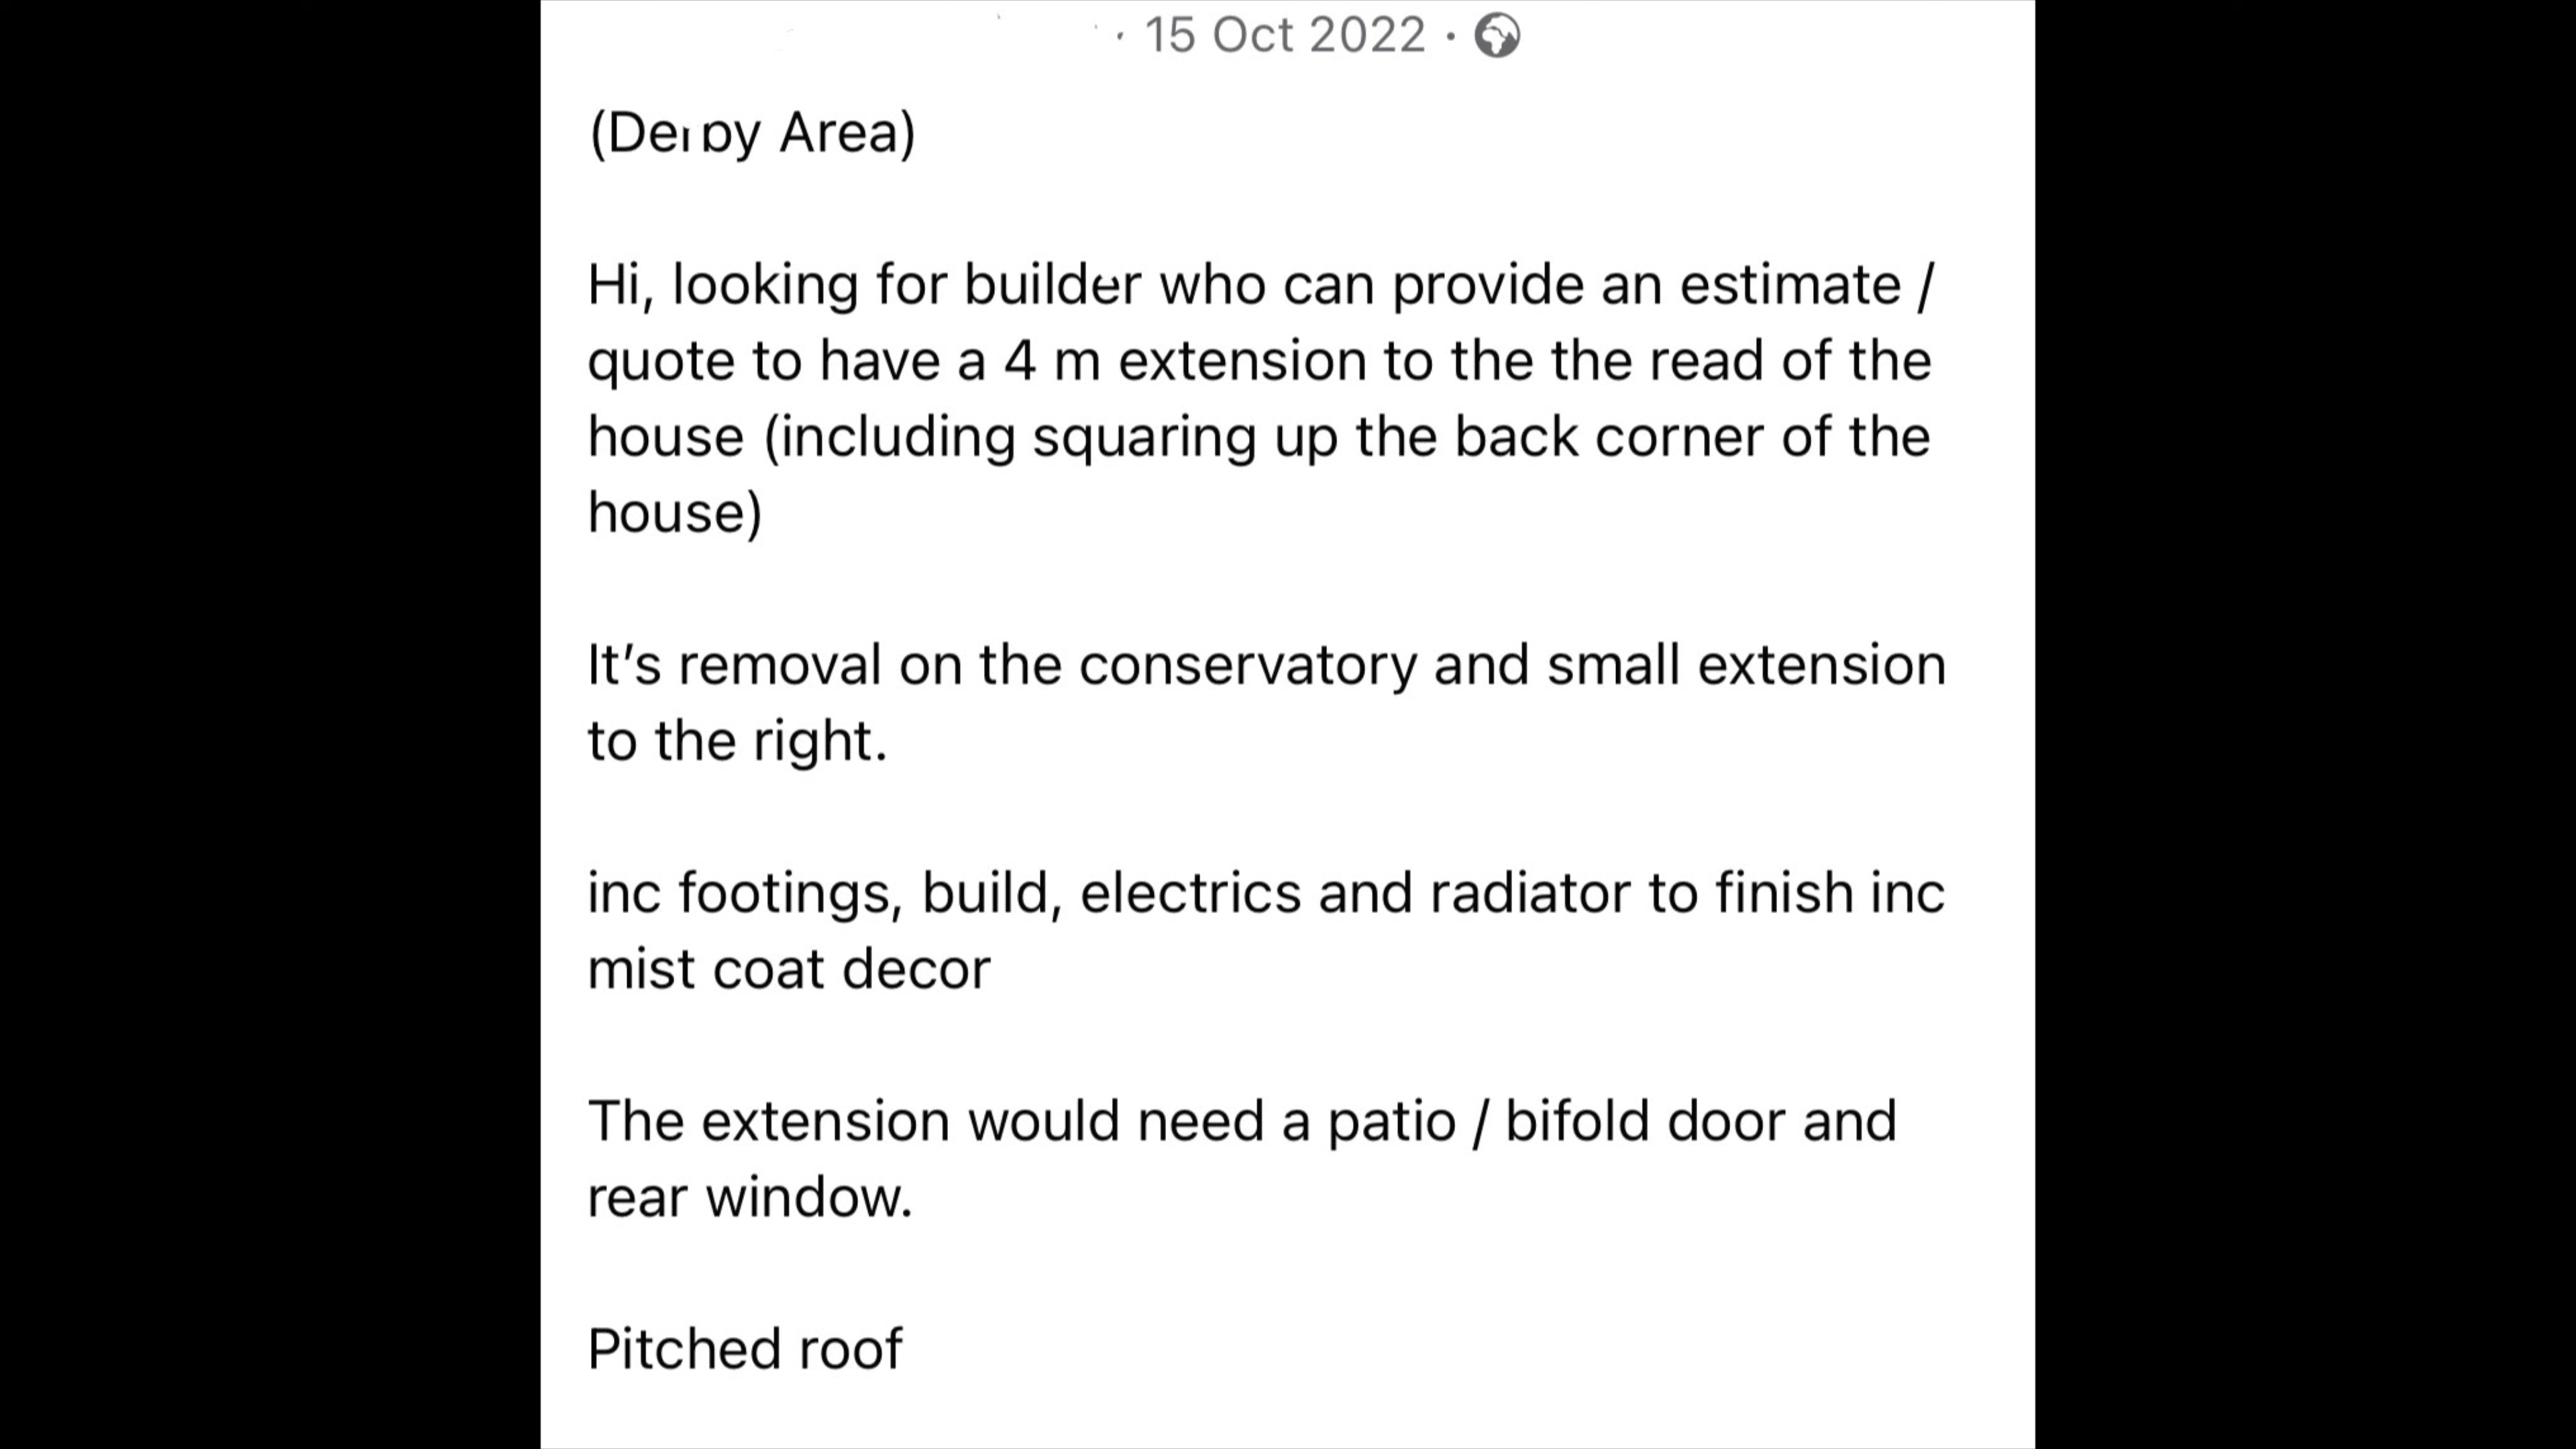 · 15 Oct 2022 ·
(Derby Area)
Hi, looking for builder who can provide an estimate /
quote to have a 4 m extension to the the read of the
house (including squaring up the back corner of the
house)
It’s removal on the conservatory and small extension
to the right.
inc footings, build, electrics and radiator to finish inc
mist coat decor
The extension would need a patio / bifold door and
rear window.
Pitched roof